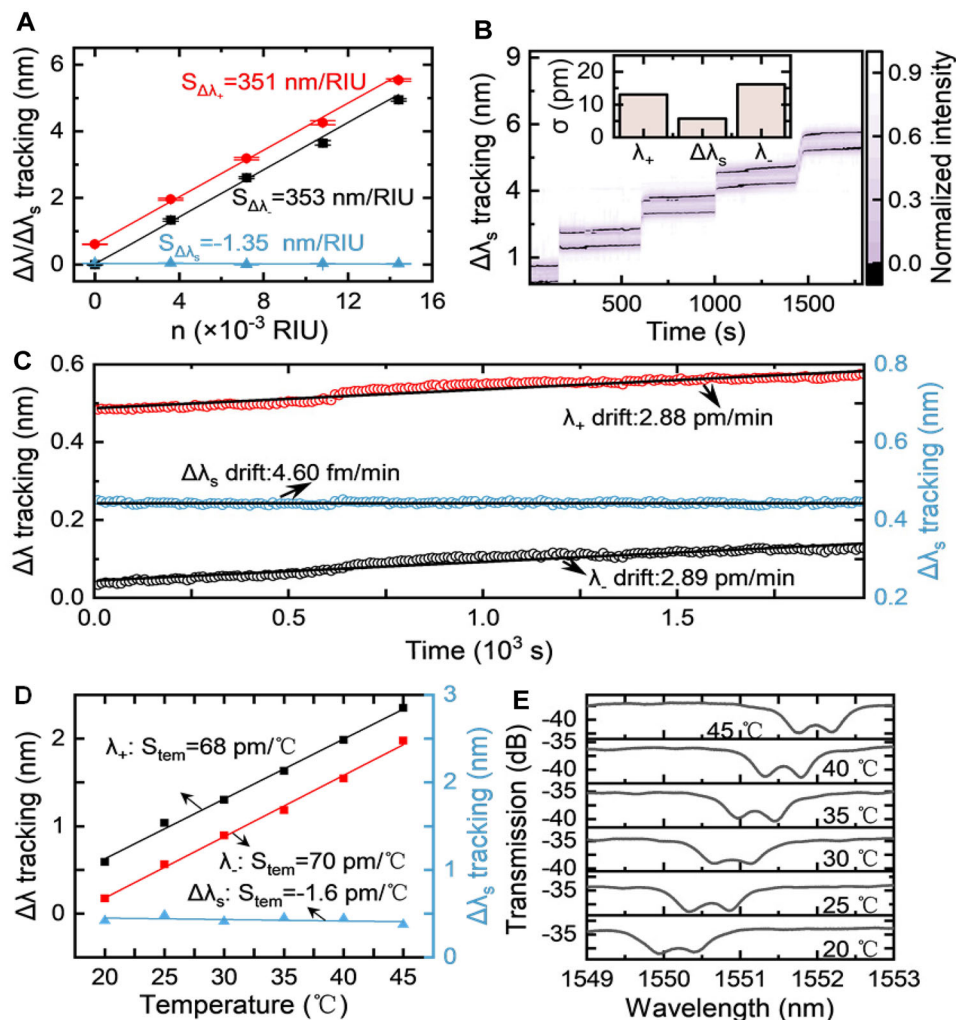 A
Δλ/Δλs tracking (nm)
6
4
2
0
S_Δλ+=351 nm/RIU
S_Δλ-=353 nm/RIU
S_Δλs=-1.35 nm/RIU
0 4 8 12 16
n (×10⁻³ RIU)
B
Δλs tracking (nm)
9
6
4
1
σ (pm)
20
10
0
λ+ Δλs λ-
500 1000 1500
Time (s)
0.9
0.6
0.3
0.0
Normalized intensity
C
Δλ tracking (nm)
0.6
0.4
0.2
0.0
λ+ drift:2.88 pm/min
Δλs drift:4.60 fm/min
λ- drift:2.89 pm/min
0.8
0.6
0.4
0.2
Δλs tracking (nm)
0.0 0.5 1.0 1.5
Time (10³ s)
D
Δλ tracking (nm)
2
1
0
λ+: Stem=68 pm/℃
λ-: Stem=70 pm/℃
Δλs: Stem=-1.6 pm/℃
3
2
1
0
Δλs tracking (nm)
20 25 30 35 40 45
Temperature (℃)
E
Transmission (dB)
-40
45 ℃
-35
-40
40 ℃
-35
-40
35 ℃
-35
-40
30 ℃
-35
25℃
-35
20℃
1549 1550 1551 1552 1553
Wavelength (nm)